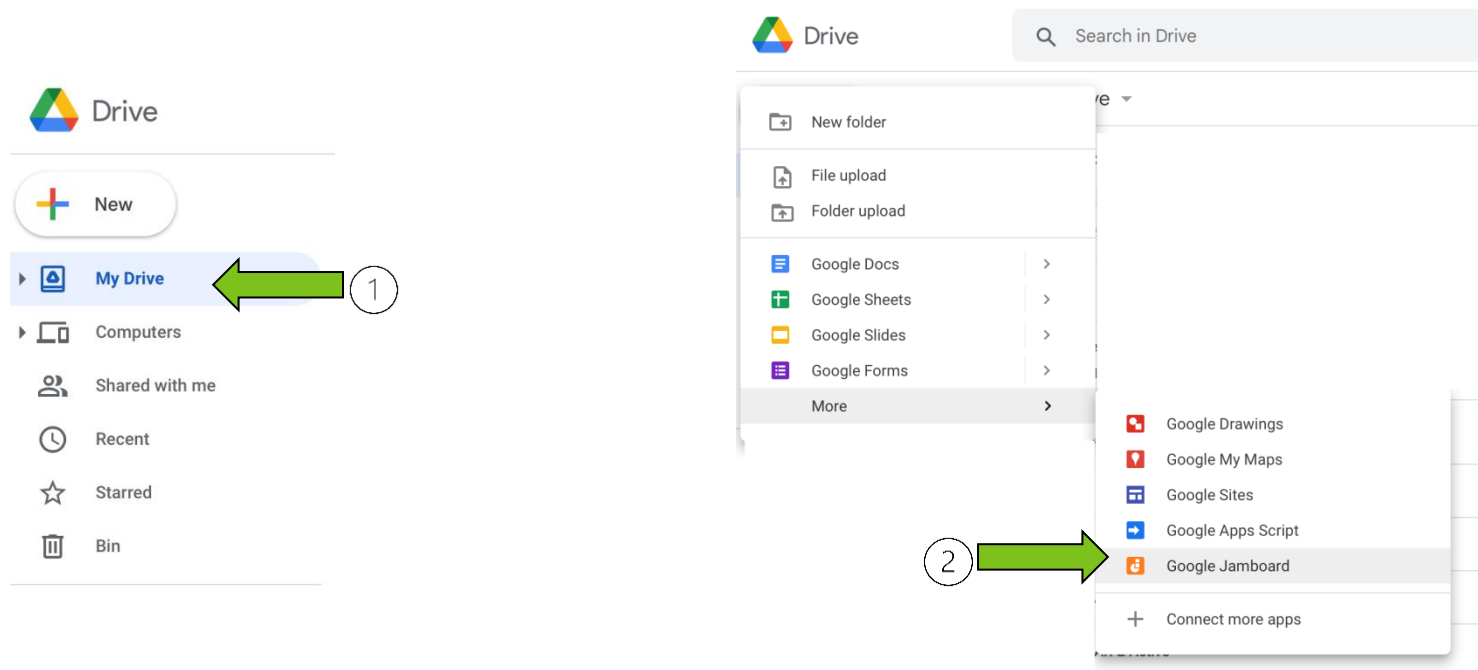 Drive
New
My Drive
1
Computers
Shared with me
Recent
Starred
Bin
Drive
Search in Drive
New folder
File upload
Folder upload
Google Docs
Google Sheets
Google Slides
Google Forms
More
Google Drawings
Google My Maps
Google Sites
Google Apps Script
2
Google Jamboard
Connect more apps